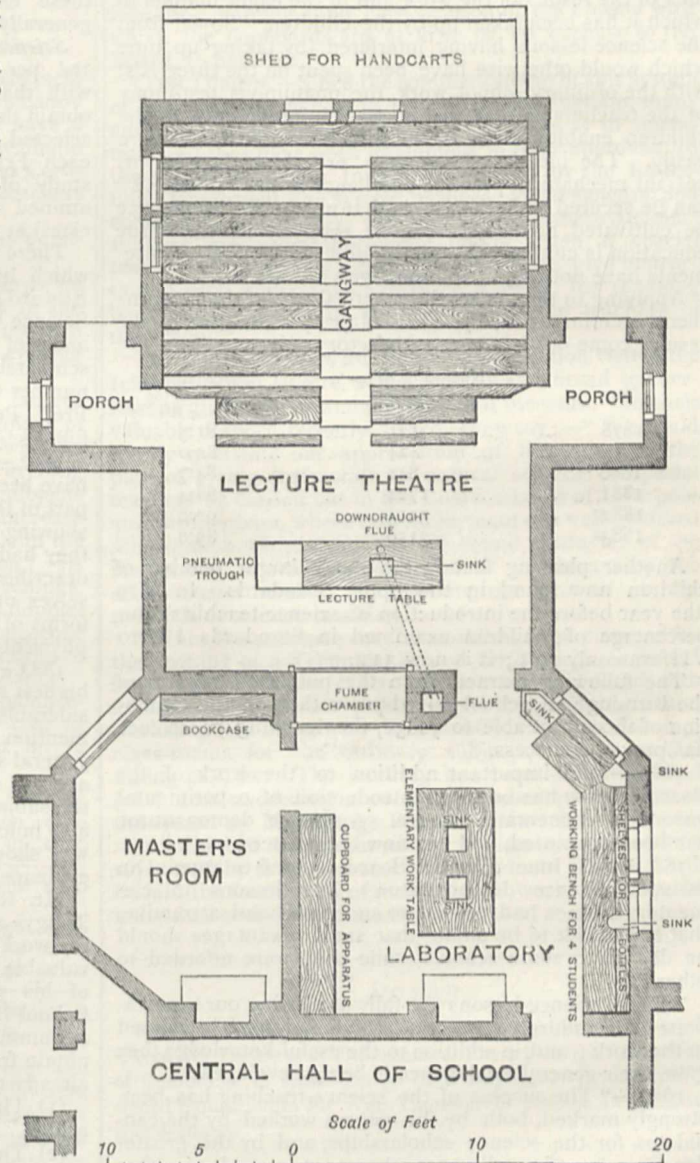 SHED FOR HANDCARTS
GANGWAY
PORCH
PORCH
LECTURE THEATRE
DOWNDRAUGHT
FLUE
PNEUMATIC
TROUGH
SINK
LECTURE TABLE
FUME
CHAMBER
FLUE
BOOKCASE
SINK
SINK
MASTER'S
ROOM
CUPBOARD FOR APPARATUS
ELEMENTARY WORK TABLE
SINK
SINK
WORKING BENCH FOR 4 STUDENTS
SHELVES FOR BOTTLES
SINK
LABORATORY
CENTRAL HALL OF SCHOOL
Scale of Feet
10 5 0 10 20